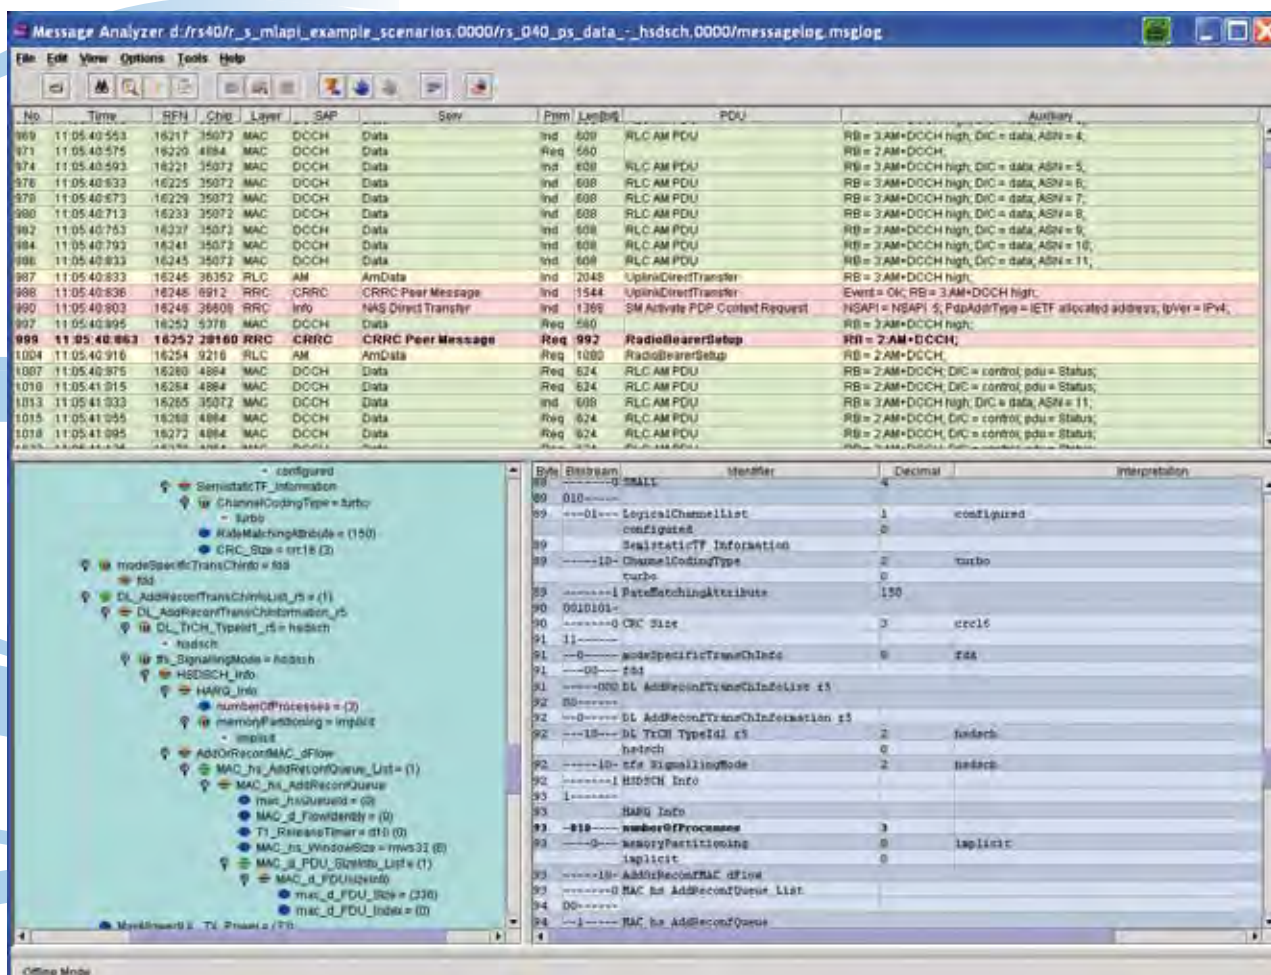 Message Analyzer d:/rs40/r_s_mlapi_example_scenarios.0000/rs_040_ps_data_-_hsdsch.0000/messagelog.msglog
File Edit View Options Tools Help
No. Time RFN Chip Layer SAP Serv Prim Len[bit] PDU Auxiliary
969 11:05:40:553 16217 35072 MAC DCCH Data Ind 608 RLC AM PDU RB = 3:AM+DCCH high; D/C = data; ASN = 4;
971 11:05:40:575 16220 4864 MAC DCCH Data Req 560 RB = 2:AM+DCCH;
974 11:05:40:593 16221 35072 MAC DCCH Data Ind 608 RLC AM PDU RB = 3:AM+DCCH high; D/C = data; ASN = 5;
976 11:05:40:633 16225 35072 MAC DCCH Data Ind 608 RLC AM PDU RB = 3:AM+DCCH high; D/C = data; ASN = 6;
978 11:05:40:673 16229 35072 MAC DCCH Data Ind 608 RLC AM PDU RB = 3:AM+DCCH high; D/C = data; ASN = 7;
980 11:05:40:713 16233 35072 MAC DCCH Data Ind 608 RLC AM PDU RB = 3:AM+DCCH high; D/C = data; ASN = 8;
982 11:05:40:753 16237 35072 MAC DCCH Data Ind 608 RLC AM PDU RB = 3:AM+DCCH high; D/C = data; ASN = 9;
984 11:05:40:793 16241 35072 MAC DCCH Data Ind 608 RLC AM PDU RB = 3:AM+DCCH high; D/C = data; ASN = 10;
986 11:05:40:833 16245 35072 MAC DCCH Data Ind 608 RLC AM PDU RB = 3:AM+DCCH high; D/C = data; ASN = 11;
987 11:05:40:833 16245 36352 RLC AM AmData Ind 2048 UplinkDirectTransfer RB = 3:AM+DCCH high;
988 11:05:40:836 16246 6912 RRC CRRC CRRC Peer Message Ind 1544 UplinkDirectTransfer Event = Ok; RB = 3:AM+DCCH high;
990 11:05:40:803 16246 36608 RRC Info NAS Direct Transfer Ind 1368 SM Activate PDP Context Request NSAPI = NSAPI 5; PdpAddrType = IETF allocated address; IpVer = IPv4;
997 11:05:40:895 16252 5376 MAC DCCH Data Req 560 RB = 3:AM+DCCH high;
999 11:05:40:863 16252 28160 RRC CRRC CRRC Peer Message Req 992 RadioBearerSetup RB = 2:AM+DCCH;
1004 11:05:40:916 16254 9216 RLC AM AmData Req 1080 RadioBearerSetup RB = 2:AM+DCCH;
1007 11:05:40:975 16260 4864 MAC DCCH Data Req 624 RLC AM PDU RB = 2:AM+DCCH; D/C = control; pdu = Status;
1010 11:05:41:015 16264 4864 MAC DCCH Data Req 624 RLC AM PDU RB = 2:AM+DCCH; D/C = control; pdu = Status;
1013 11:05:41:033 16265 35072 MAC DCCH Data Ind 608 RLC AM PDU RB = 3:AM+DCCH high; D/C = data; ASN = 11;
1015 11:05:41:055 16268 4864 MAC DCCH Data Req 624 RLC AM PDU RB = 2:AM+DCCH; D/C = control; pdu = Status;
1018 11:05:41:095 16272 4864 MAC DCCH Data Req 624 RLC AM PDU RB = 2:AM+DCCH; D/C = control; pdu = Status;
configured
SemistaticTF_Information
ChannelCodingType = turbo
turbo
RateMatchingAttribute = (150)
CRC_Size = crc16 (3)
modeSpecificTransChInfo = fdd
fdd
DL_AddReconfTransChInfoList_r5 = (1)
DL_AddReconfTransChInformation_r5
DL_TrCH_TypeId1_r5 = hsdsch
hsdsch
tfs_SignallingMode = hsdsch
HSDSCH_Info
HARQ_Info
numberOfProcesses = (3)
memoryPartitioning = implicit
implicit
AddOrReconfMAC_dFlow
MAC_hs_AddReconfQueue_List = (1)
MAC_hs_AddReconfQueue
mac_hsQueueId = (0)
MAC_d_FlowIdentity = (0)
T1_ReleaseTimer = d10 (0)
MAC_hs_WindowSize = mws32 (6)
MAC_d_PDU_SizeInfo_List = (1)
MAC_d_PDUsizeInfo
mac_d_PDU_Size = (336)
mac_d_PDU_Index = (0)
Byte Bitstream Identifier Decimal Interpretation
88 -------0 SMALL 4
89 010-----
89 ---01--- LogicalChannelList 1 configured
configured 0
89 SemistaticTF Information
89 -----10- ChannelCodingType 2 turbo
turbo 0
89 -------1 RateMatchingAttribute 150
90 0010101-
90 -------0 CRC Size 3 crc16
91 11------
91 --0----- modeSpecificTransChInfo 0 fdd
91 ---00--- fdd
91 -----000 DL AddReconfTransChInfoList r5
92 00------
92 --0----- DL AddReconfTransChInformation r5
92 ---10--- DL TrCH TypeId1 r5 2 hsdsch
hsdsch 0
92 -----10- tfs SignallingMode 2 hsdsch
92 -------1 HSDSCH Info
93 1-------
93 HARQ Info
93 -010---- numberOfProcesses 3
93 ----0--- memoryPartitioning 0 implicit
implicit 0
93 -----10- AddOrReconfMAC dFlow
93 -------0 MAC hs AddReconfQueue List
94 00------
94 --1----- MAC hs AddReconfQueue
Offline Mode